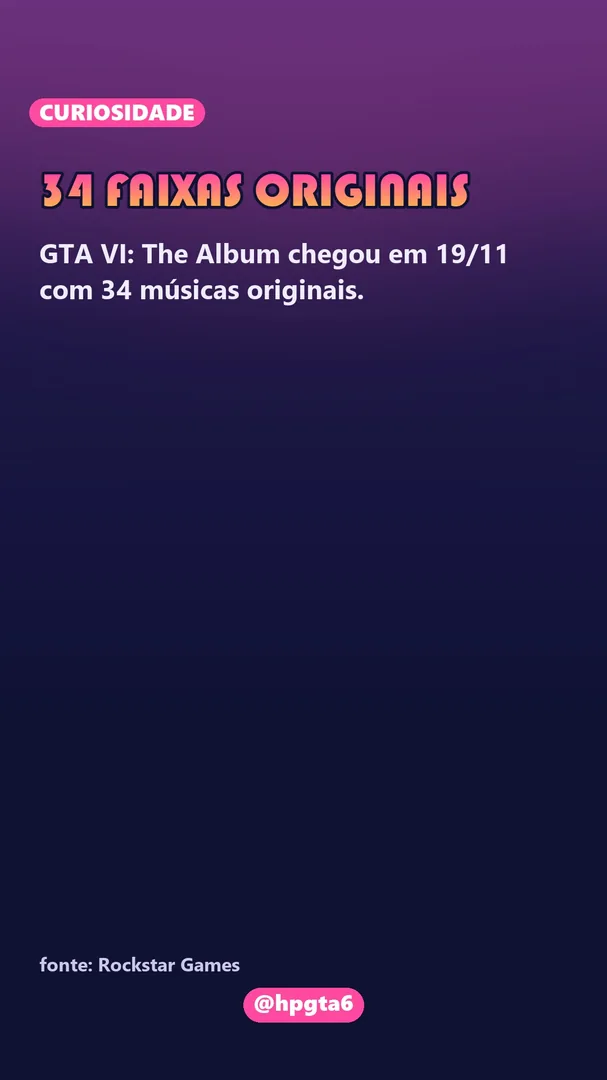 CURIOSIDADE
34 FAIXAS ORIGINAIS
GTA VI: The Album chegou em 19/11
com 34 músicas originais.
fonte: Rockstar Games
@hpgta6